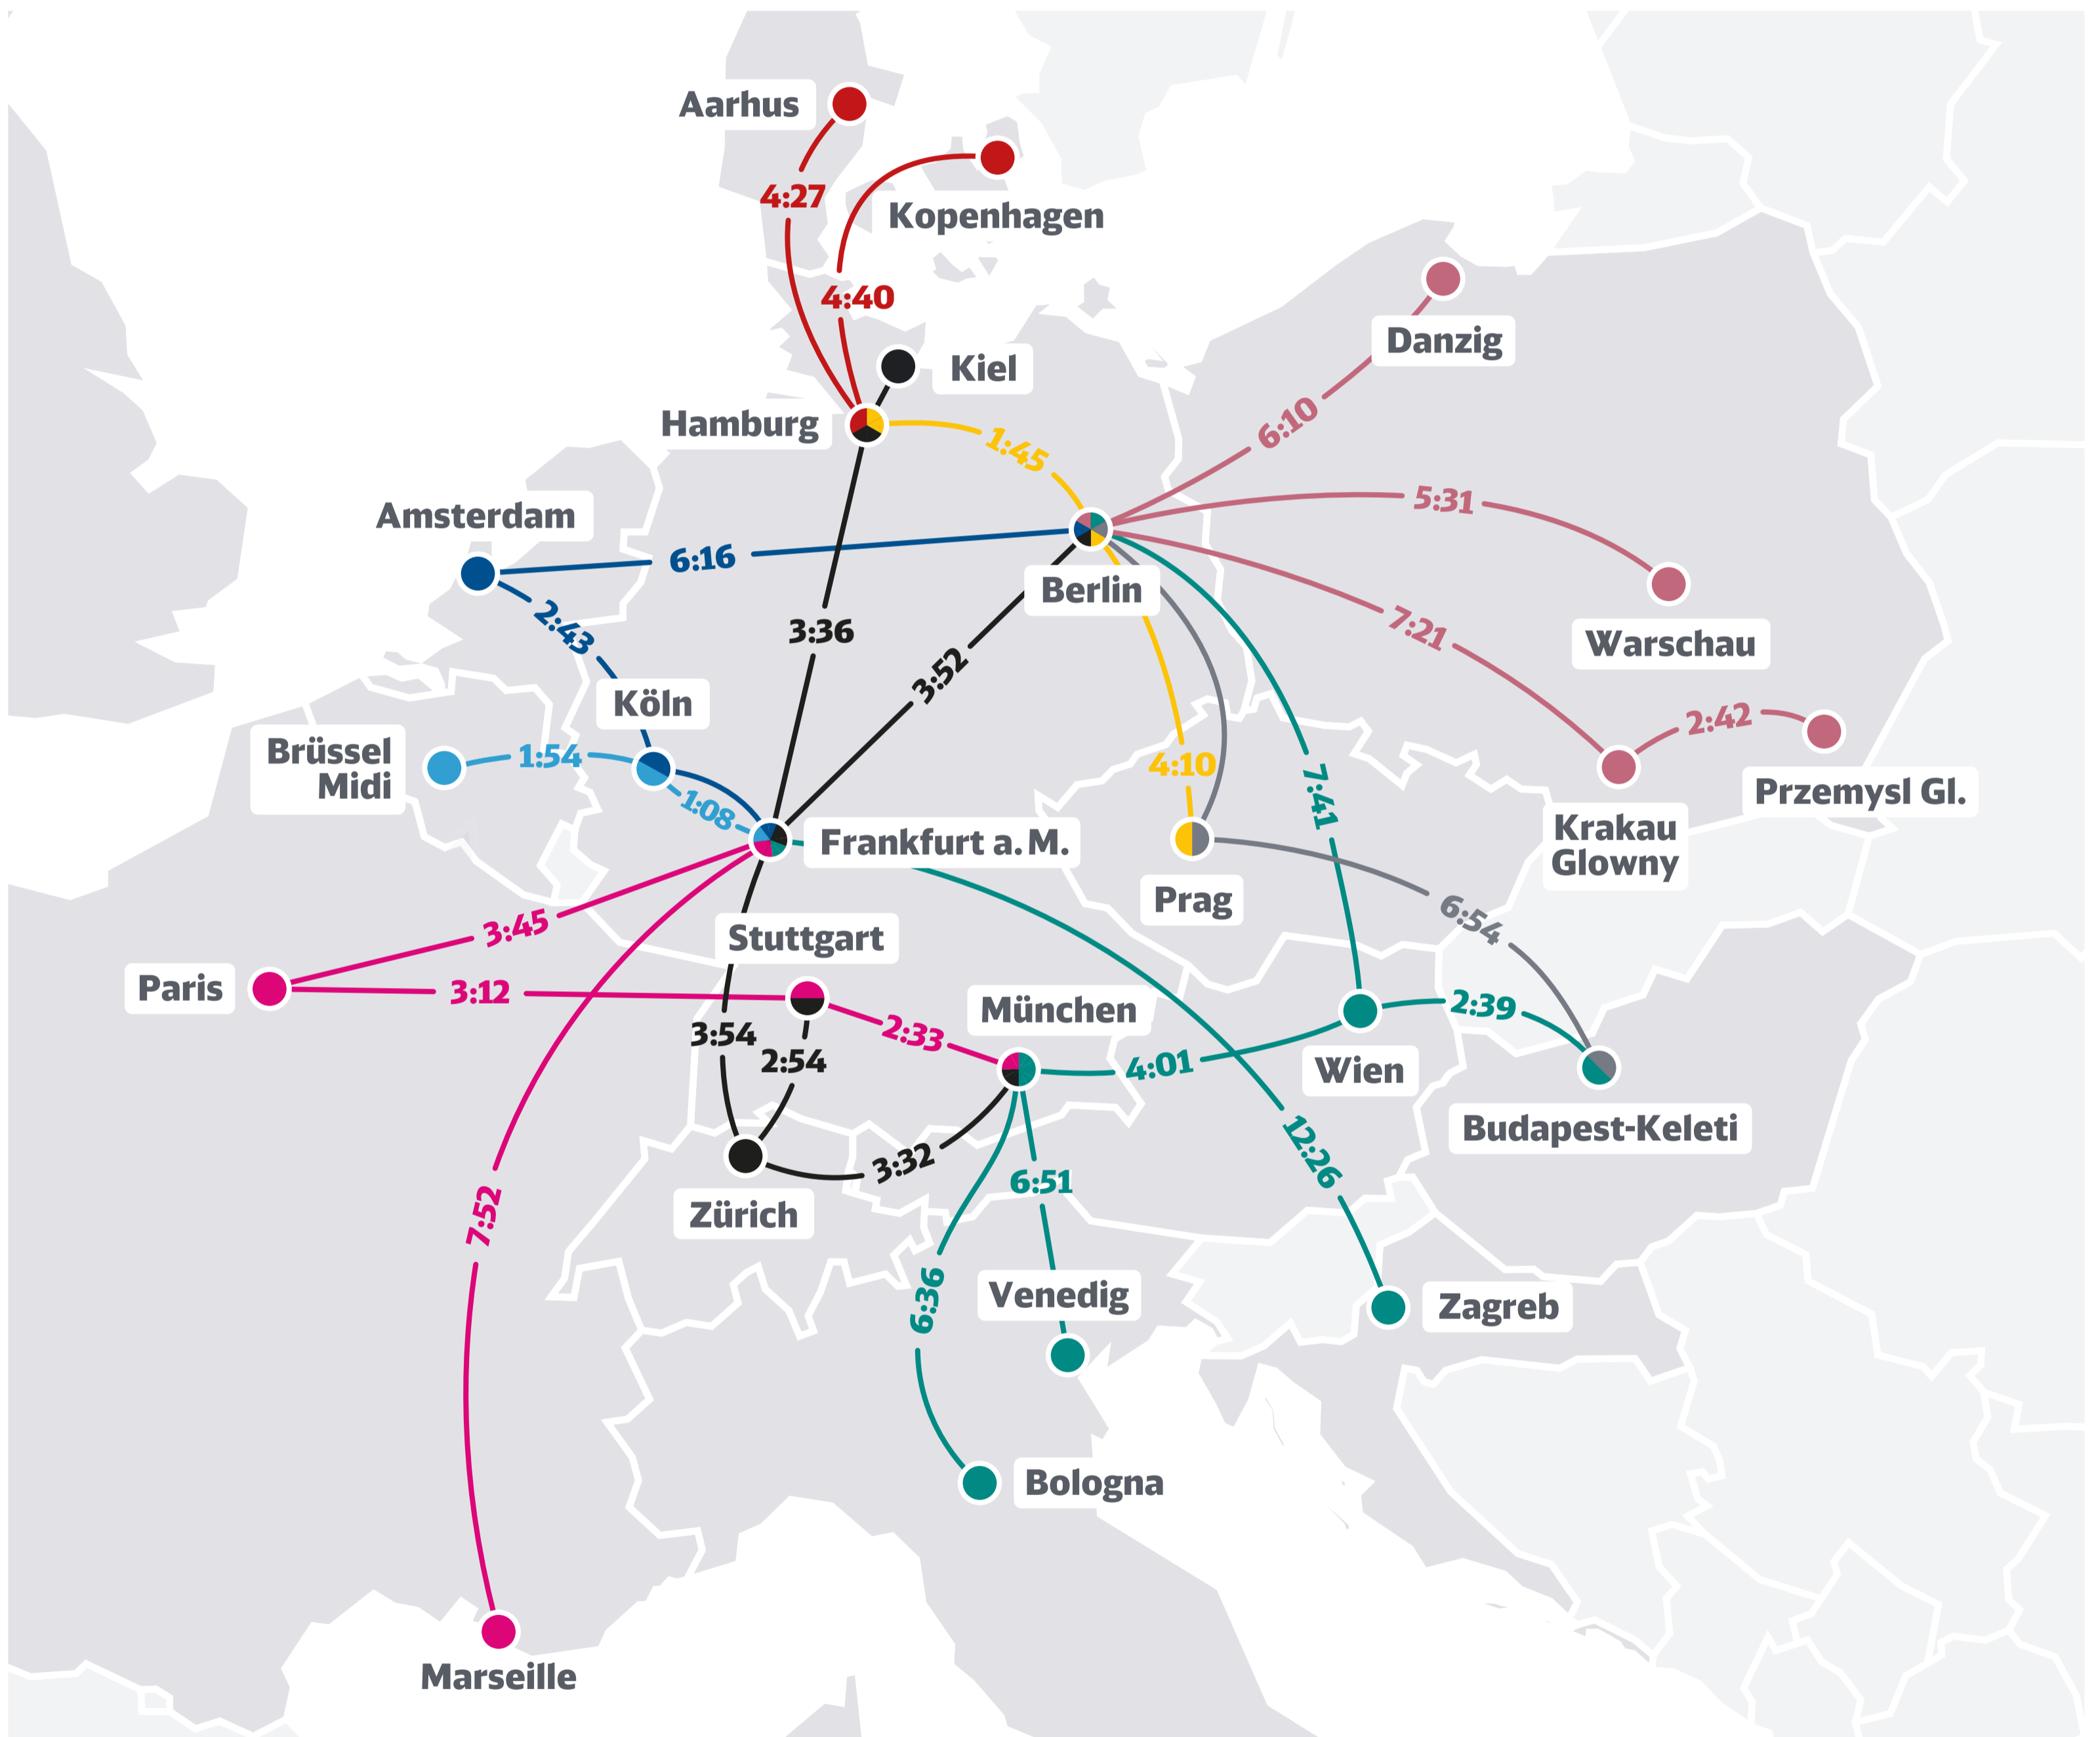 Aarhus
4:27
Kopenhagen
4:40
Kiel
Hamburg
1:45
Danzig
6:10
5:31
Amsterdam
6:16
Berlin
2:43
3:36
3:52
Warschau
7:21
2:42
Köln
Brüssel
Midi
1:54
1:08
4:10
7:41
Przemysl Gl.
Krakau
Glowny
Frankfurt a. M.
Prag
6:54
3:45
Stuttgart
Paris
3:12
München
2:33
3:54
2:54
4:01
2:39
Wien
Budapest-Keleti
3:32
12:26
6:51
Zürich
7:52
6:36
Venedig
Zagreb
Bologna
Marseille